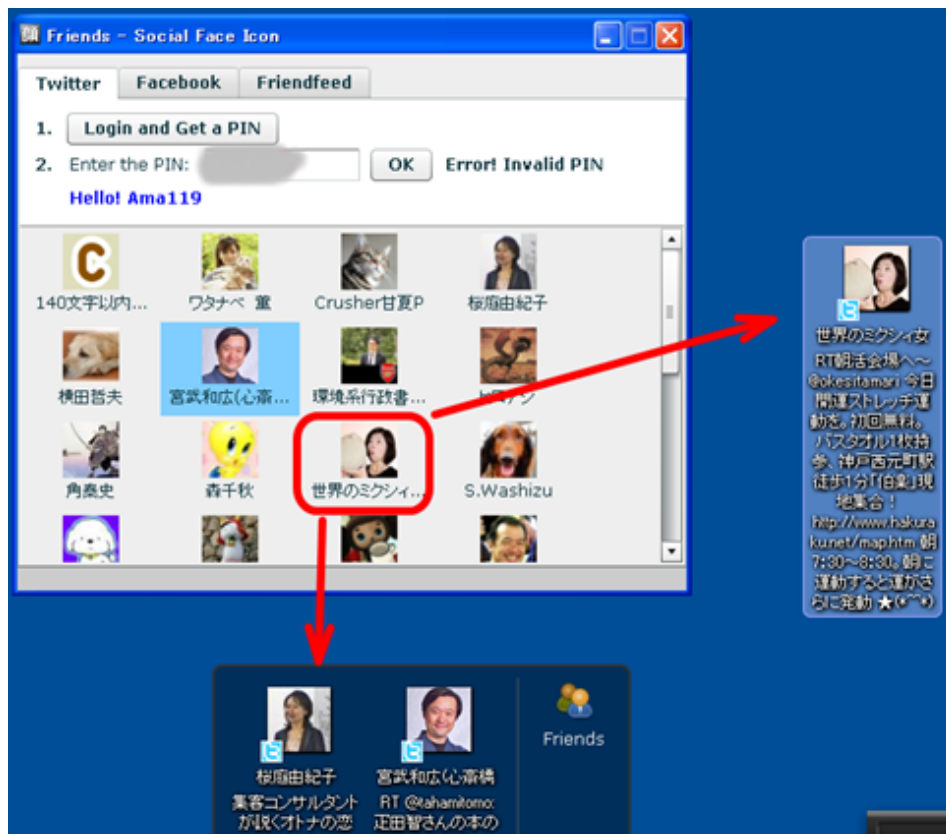 Friends - Social Face Icon
Twitter Facebook Friendfeed
1. Login and Get a PIN
2. Enter the PIN: OK Error! Invalid PIN
Hello! Ama119
140文字以内... ワタナベ 薫 Crusher甘夏P 桜庭由紀子
横田哲夫 宮武和広(心斎... 環境系行政書...
角秦史 森千秋 世界のミクシィ... S.Washizu
世界のミクシィ女
RT朝活会場へ～
@okesitamari 今日
開運ストレッチ運
動を。初回無料。
バスタオル1枚持
参、神戸西元町駅
徒歩1分「伯楽」現
地集合！
http://www.hakura
ku.net/map.htm 朝
7:30～8:30。朝に
運動すると運がさ
らに発動 ★(*^^*)
Friends
桜庭由紀子 宮武和広(心斎橋
集客コンサルタント RT @tahamitomo:
が説くオトナの恋 疋田智さんの本の